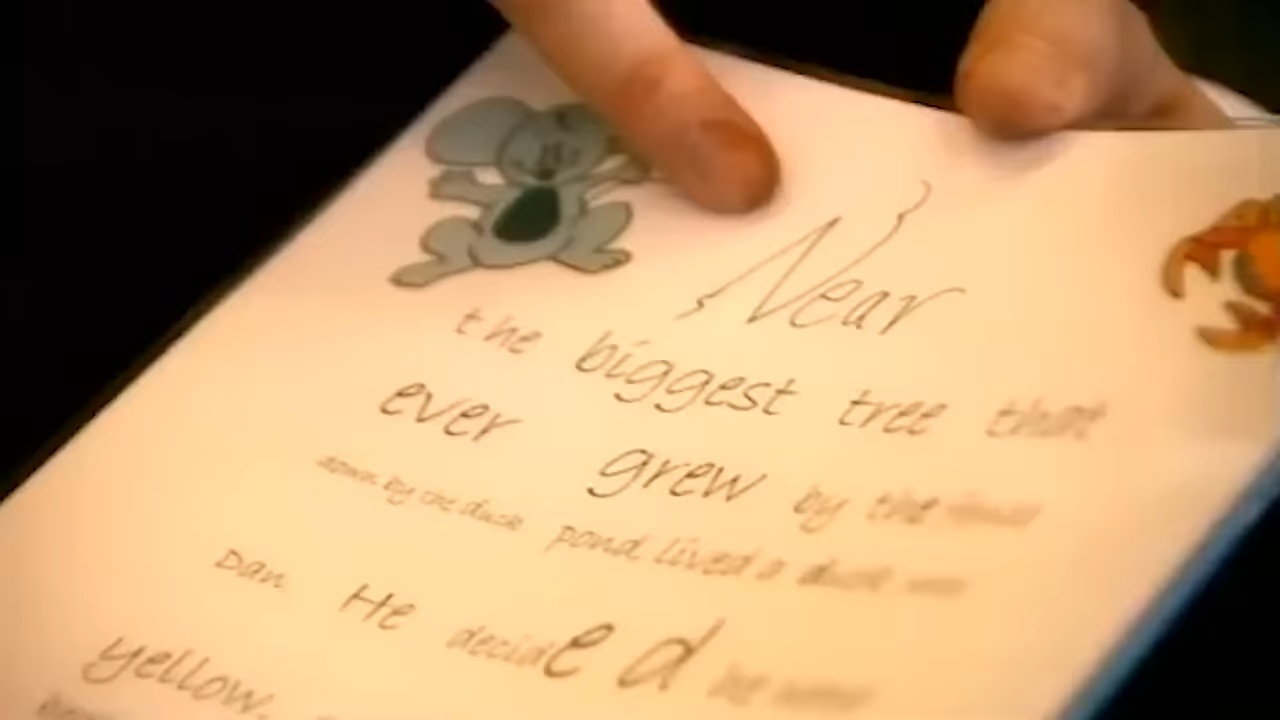 Near
the biggest tree that
ever grew by the
down by the duck pond lived a duck
Dan He decided
yellow.